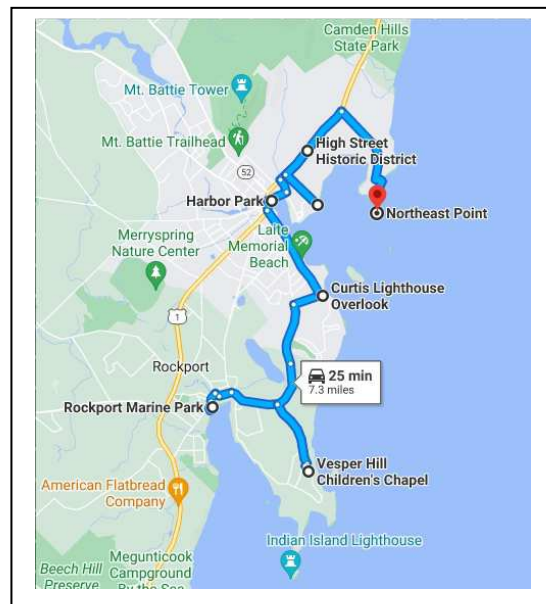 Camden Hills
State Park
Mt. Battie Tower
High Street
Historic District
Mt. Battie Trailhead
52
Harbor Park
Northeast Point
Laite
Memorial
Beach
Merryspring
Nature Center
Curtis Lighthouse
Overlook
1
Rockport
25 min
7.3 miles
Rockport Marine Park
Vesper Hill
Children's Chapel
American Flatbread
Company
Indian Island Lighthouse
Beech Hill
Preserve
Megunticook
Campground
By the Sea